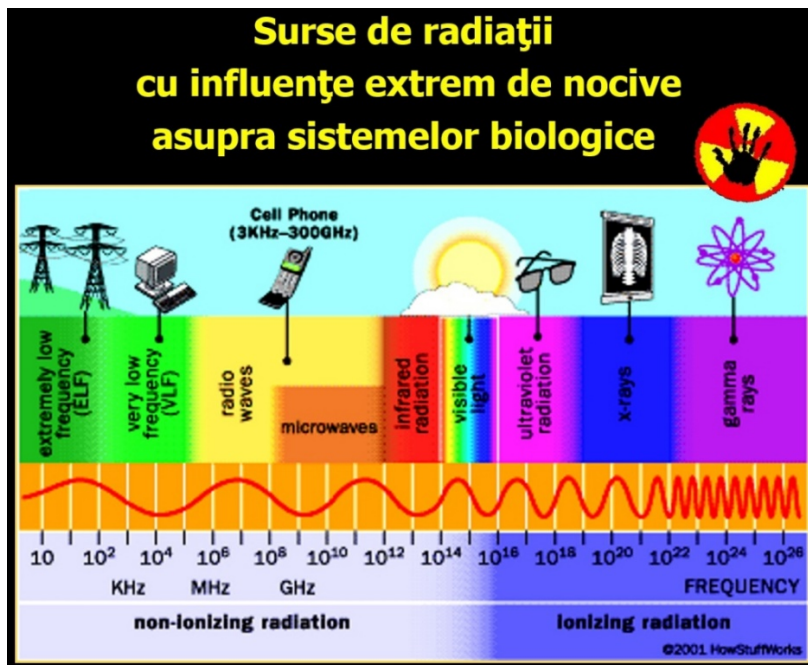 Surse de radiaţii
cu influenţe extrem de nocive
asupra sistemelor biologice
Cell Phone
(3KHz–300GHz)
extremely low
frequency
(ELF)
very low
frequency
(VLF)
radio
waves
microwaves
infrared
radiation
visible
light
ultraviolet
radiation
x-rays
gamma
rays
10 10² 10⁴ 10⁶ 10⁸ 10¹⁰ 10¹² 10¹⁴ 10¹⁶ 10¹⁸ 10²⁰ 10²² 10²⁴ 10²⁶
KHz MHz GHz FREQUENCY
non-ionizing radiation ionizing radiation
©2001 HowStuffWorks